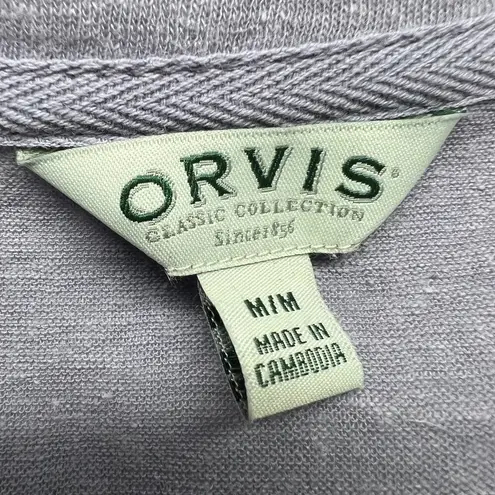 ORVIS®
CLASSIC COLLECTION
Since 1856
M/M
MADE IN
CAMBODIA